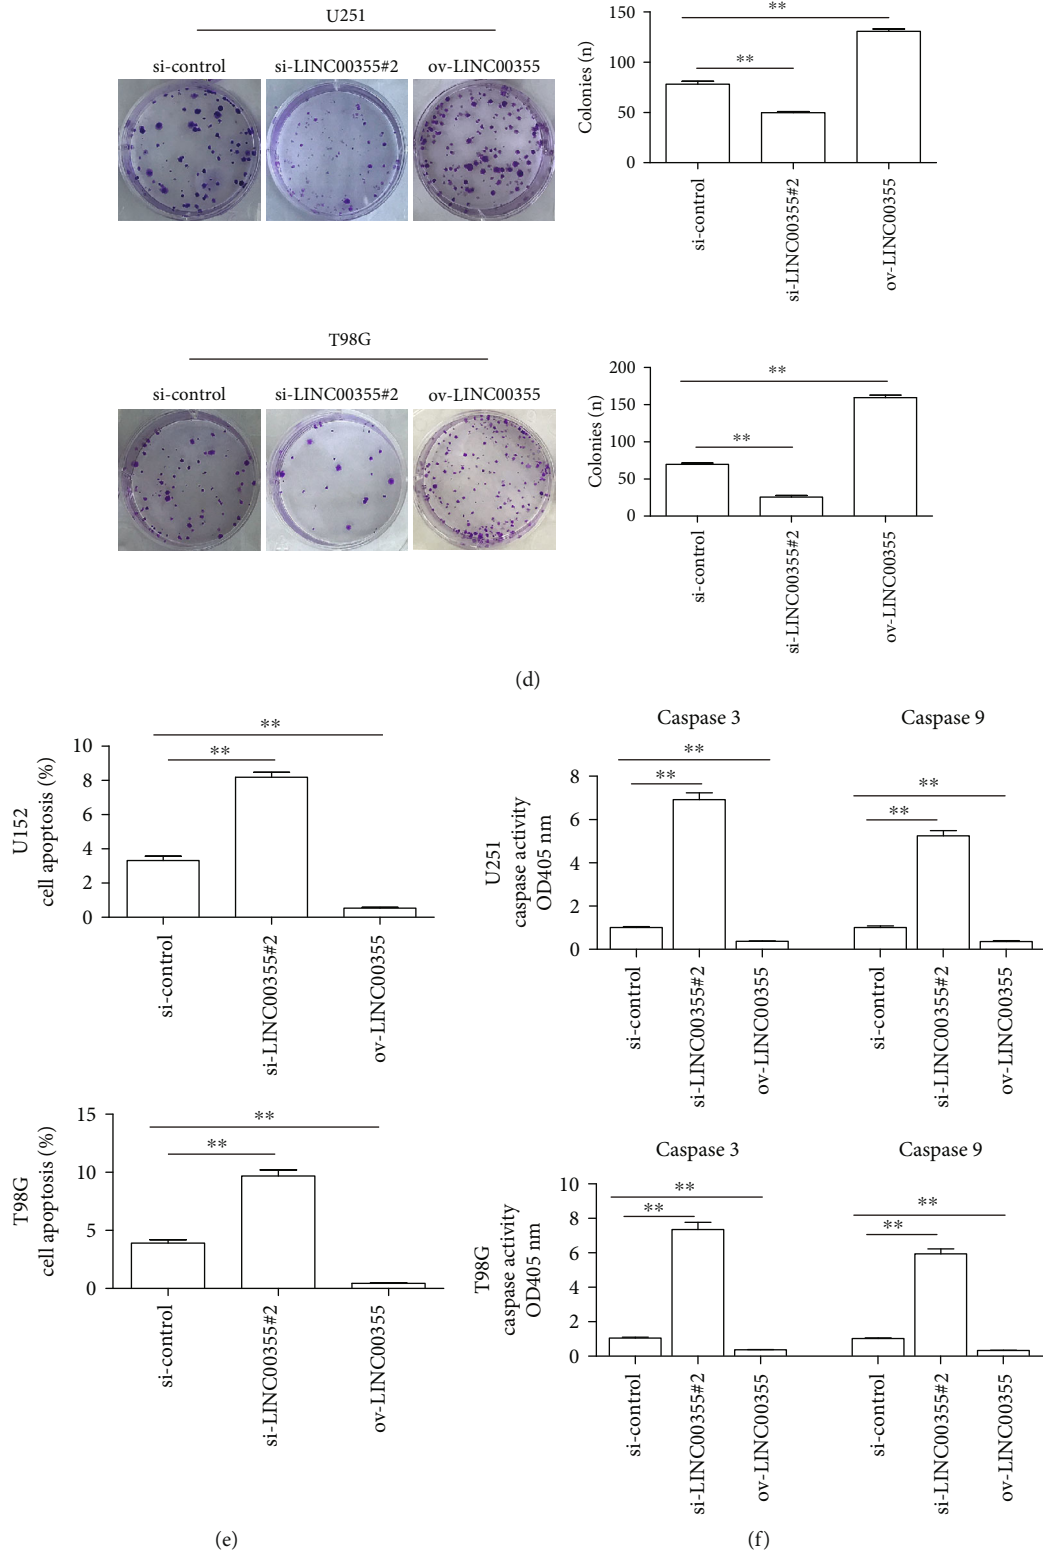 U251
si-control si-LINC00355#2 ov-LINC00355
Colonies (n)
150
100
50
0
**
**
si-control
si-LINC00355#2
ov-LINC00355
T98G
si-control si-LINC00355#2 ov-LINC00355
Colonies (n)
200
150
100
50
0
**
**
si-control
si-LINC00355#2
ov-LINC00355
(d)
U152
cell apoptosis (%)
10
8
6
4
2
0
**
**
si-control
si-LINC00355#2
ov-LINC00355
T98G
cell apoptosis (%)
15
10
5
0
**
**
si-control
si-LINC00355#2
ov-LINC00355
(e)
Caspase 3 Caspase 9
U251
caspase activity
OD405 nm
8
6
4
2
0
**
**
**
**
si-control
si-LINC00355#2
ov-LINC00355
si-control
si-LINC00355#2
ov-LINC00355
Caspase 3 Caspase 9
T98G
caspase activity
OD405 nm
10
8
6
4
2
0
**
**
**
**
si-control
si-LINC00355#2
ov-LINC00355
si-control
si-LINC00355#2
ov-LINC00355
(f)